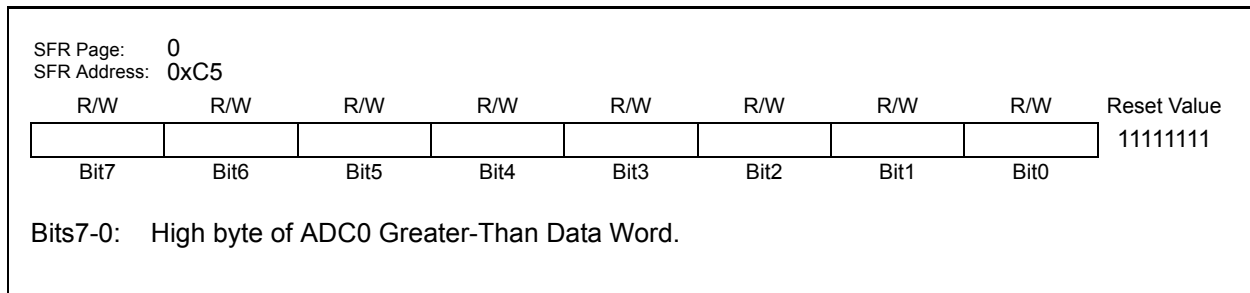 SFR Page: 0
SFR Address: 0xC5
R/W R/W R/W R/W R/W R/W R/W R/W Reset Value
11111111
Bit7 Bit6 Bit5 Bit4 Bit3 Bit2 Bit1 Bit0
Bits7-0: High byte of ADC0 Greater-Than Data Word.